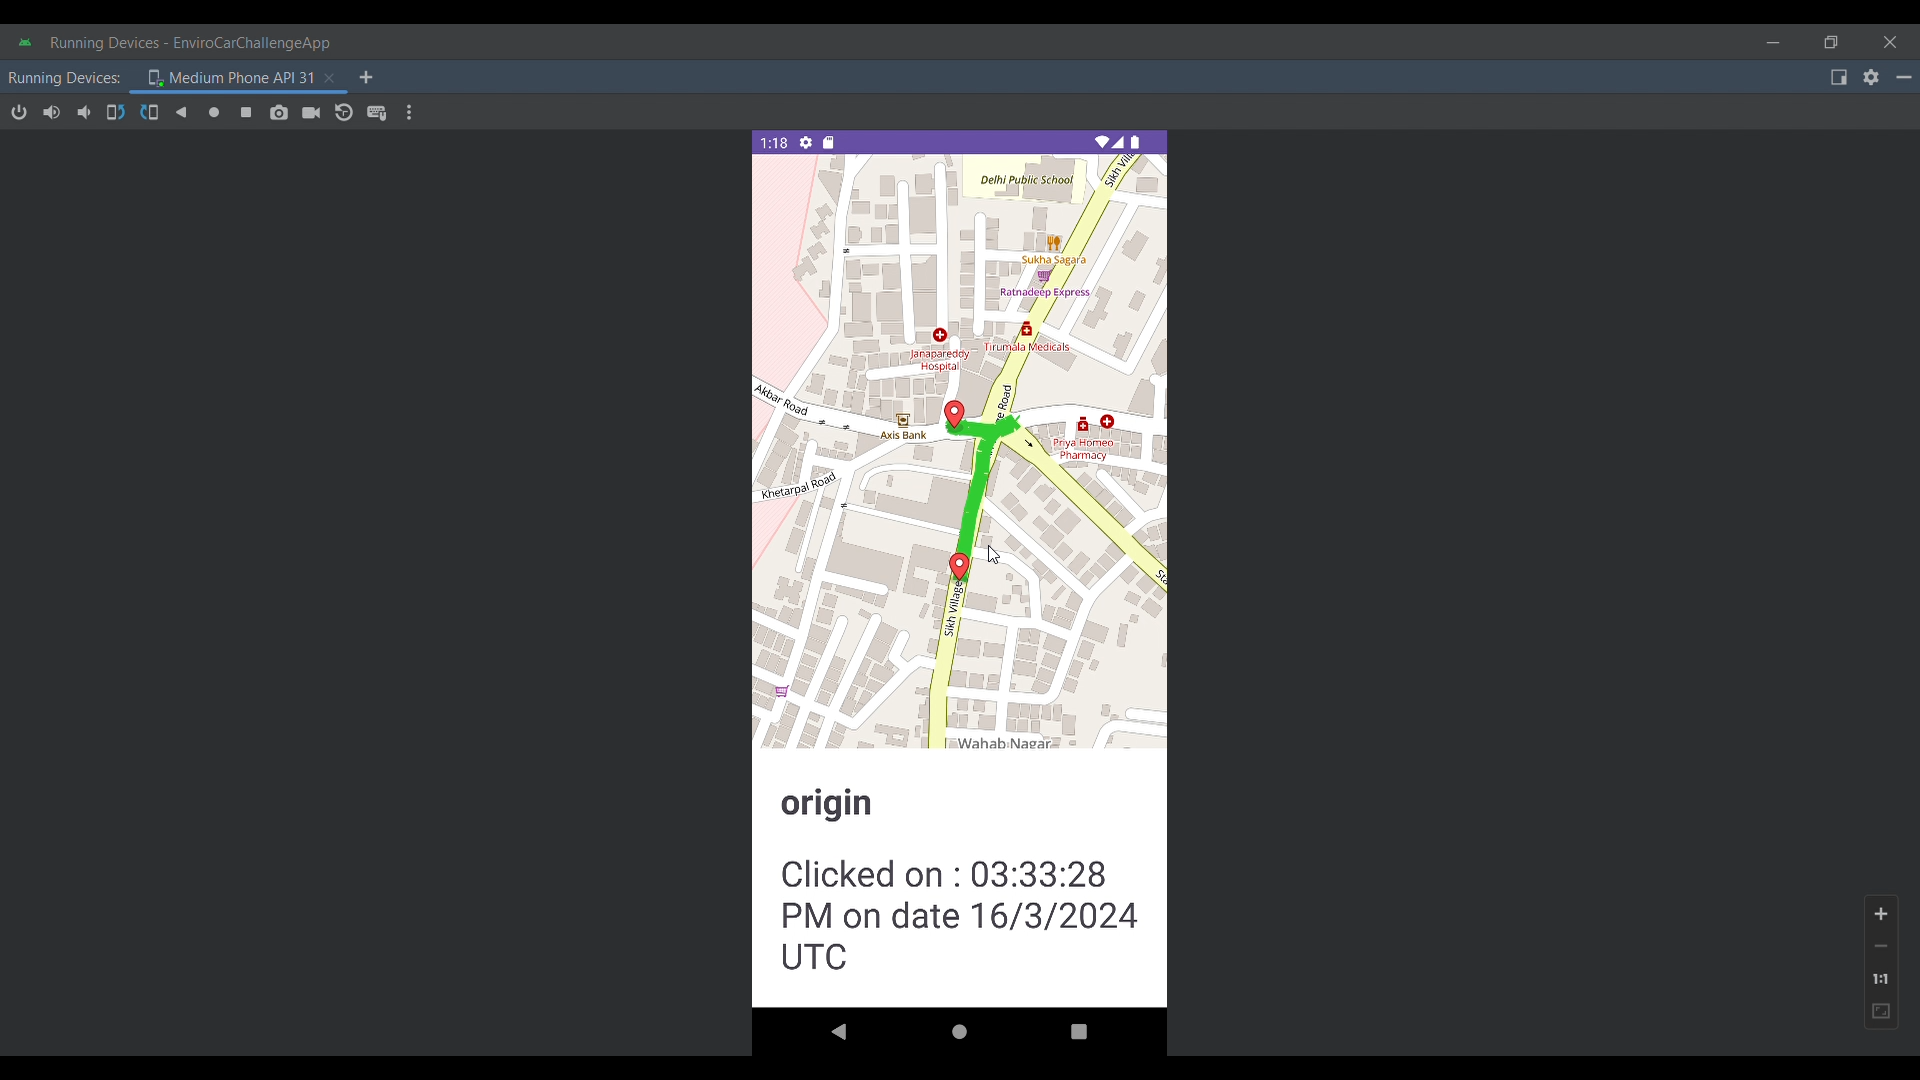 Running Devices - EnviroCarChallengeApp
Running Devices:
Medium Phone API 31
1:18
Delhi Public School
Sikh Villa
Sukha Sagara
Ratnadeep Express
Tirumala Medicals
Janapareddy
Hospital
Akbar Road
e Road
Axis Bank
Priya Homeo
Pharmacy
Khetarpal Road
Sta
Sikh Village
Wahab Nagar
origin
Clicked on : 03:33:28
PM on date 16/3/2024
UTC
1:1